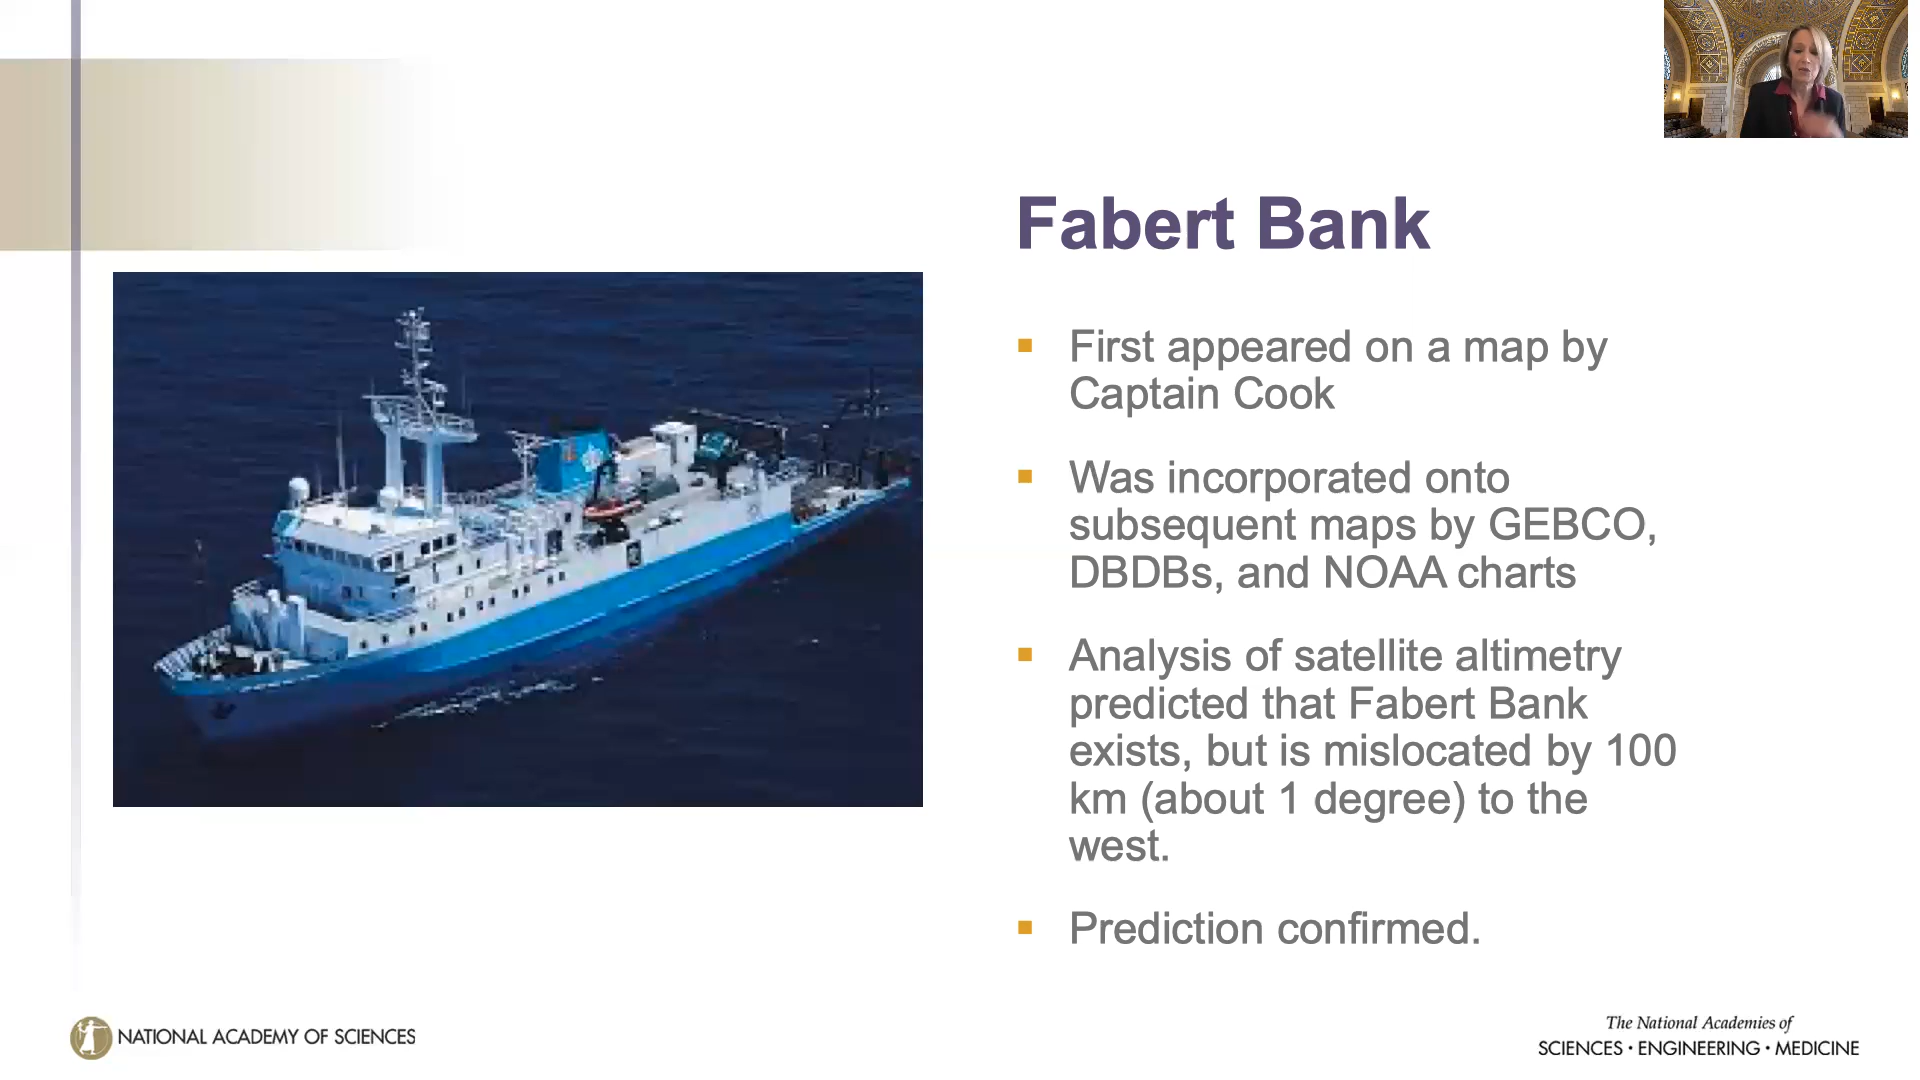 Fabert Bank
First appeared on a map by
Captain Cook
Was incorporated onto
subsequent maps by GEBCO,
DBDBs, and NOAA charts
Analysis of satellite altimetry
predicted that Fabert Bank
exists, but is mislocated by 100
km (about 1 degree) to the
west.
Prediction confirmed.
NATIONAL ACADEMY OF SCIENCES
The National Academies of
SCIENCES • ENGINEERING • MEDICINE